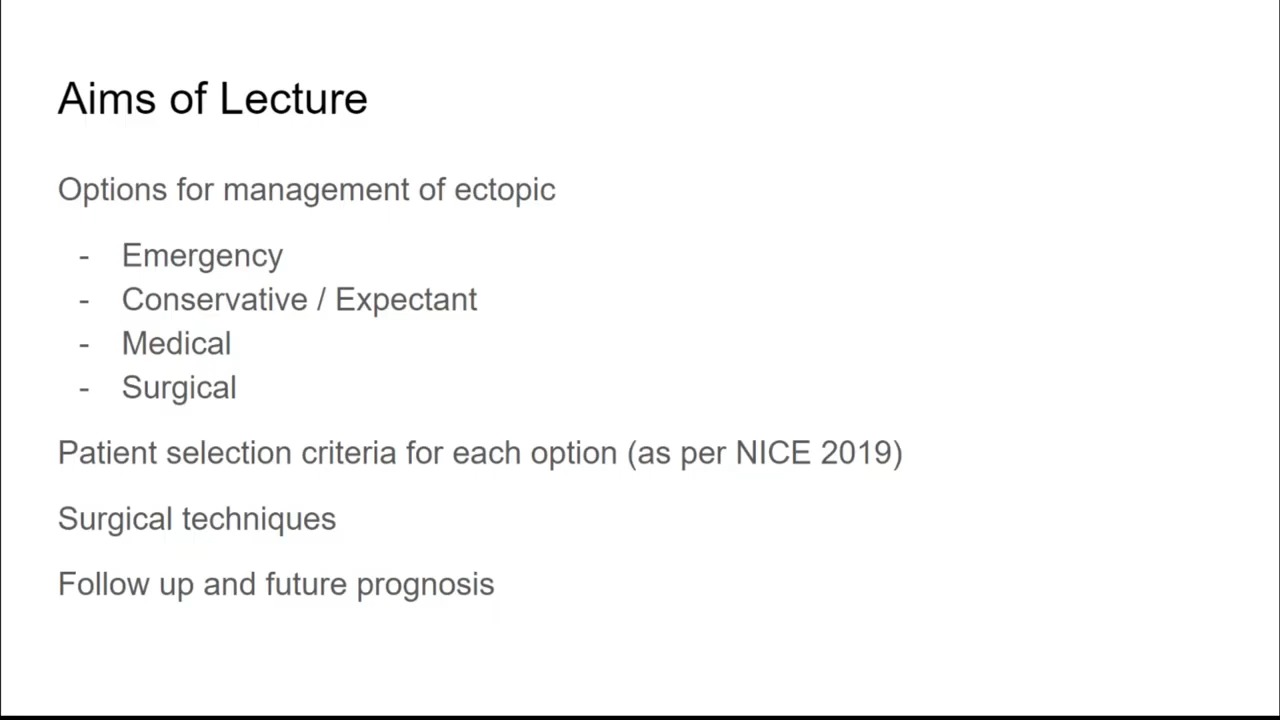 Aims of Lecture
Options for management of ectopic
- Emergency
- Conservative / Expectant
- Medical
- Surgical
Patient selection criteria for each option (as per NICE 2019)
Surgical techniques
Follow up and future prognosis